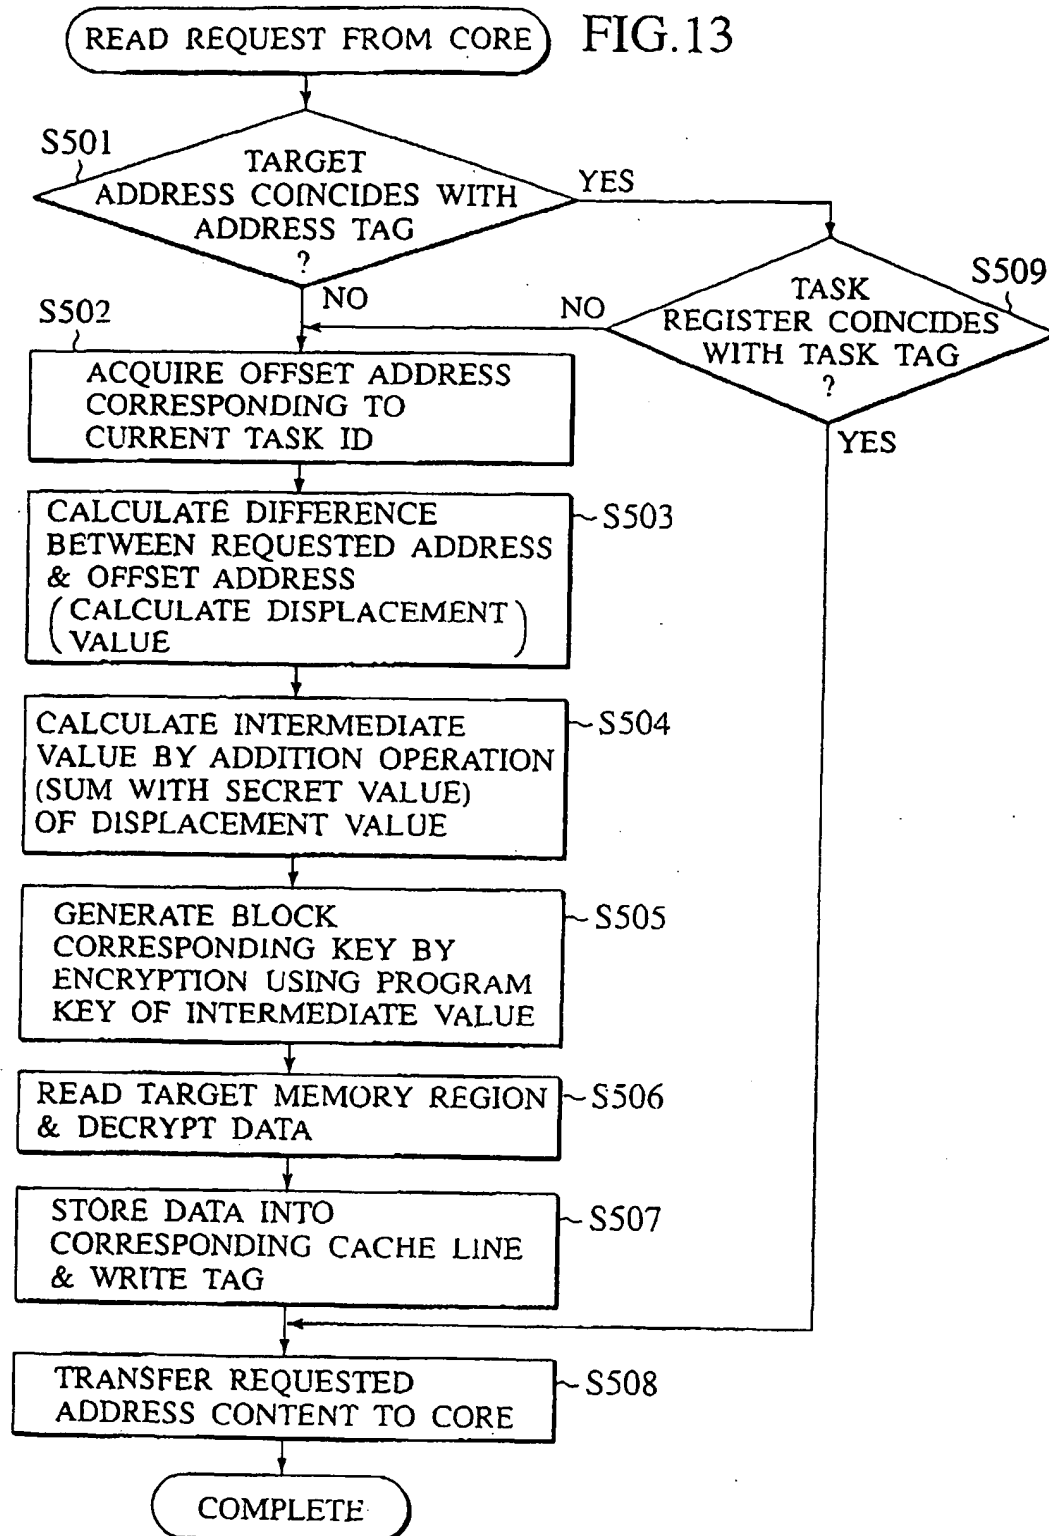 READ REQUEST FROM CORE
FIG.13
S501
TARGET
ADDRESS COINCIDES WITH
ADDRESS TAG
?
YES
NO
S509
TASK
REGISTER COINCIDES
WITH TASK TAG
?
NO
YES
S502
ACQUIRE OFFSET ADDRESS
CORRESPONDING TO
CURRENT TASK ID
CALCULATE DIFFERENCE
BETWEEN REQUESTED ADDRESS
& OFFSET ADDRESS
(CALCULATE DISPLACEMENT
VALUE)
S503
CALCULATE INTERMEDIATE
VALUE BY ADDITION OPERATION
(SUM WITH SECRET VALUE)
OF DISPLACEMENT VALUE
S504
GENERATE BLOCK
CORRESPONDING KEY BY
ENCRYPTION USING PROGRAM
KEY OF INTERMEDIATE VALUE
S505
READ TARGET MEMORY REGION
& DECRYPT DATA
S506
STORE DATA INTO
CORRESPONDING CACHE LINE
& WRITE TAG
S507
TRANSFER REQUESTED
ADDRESS CONTENT TO CORE
S508
COMPLETE